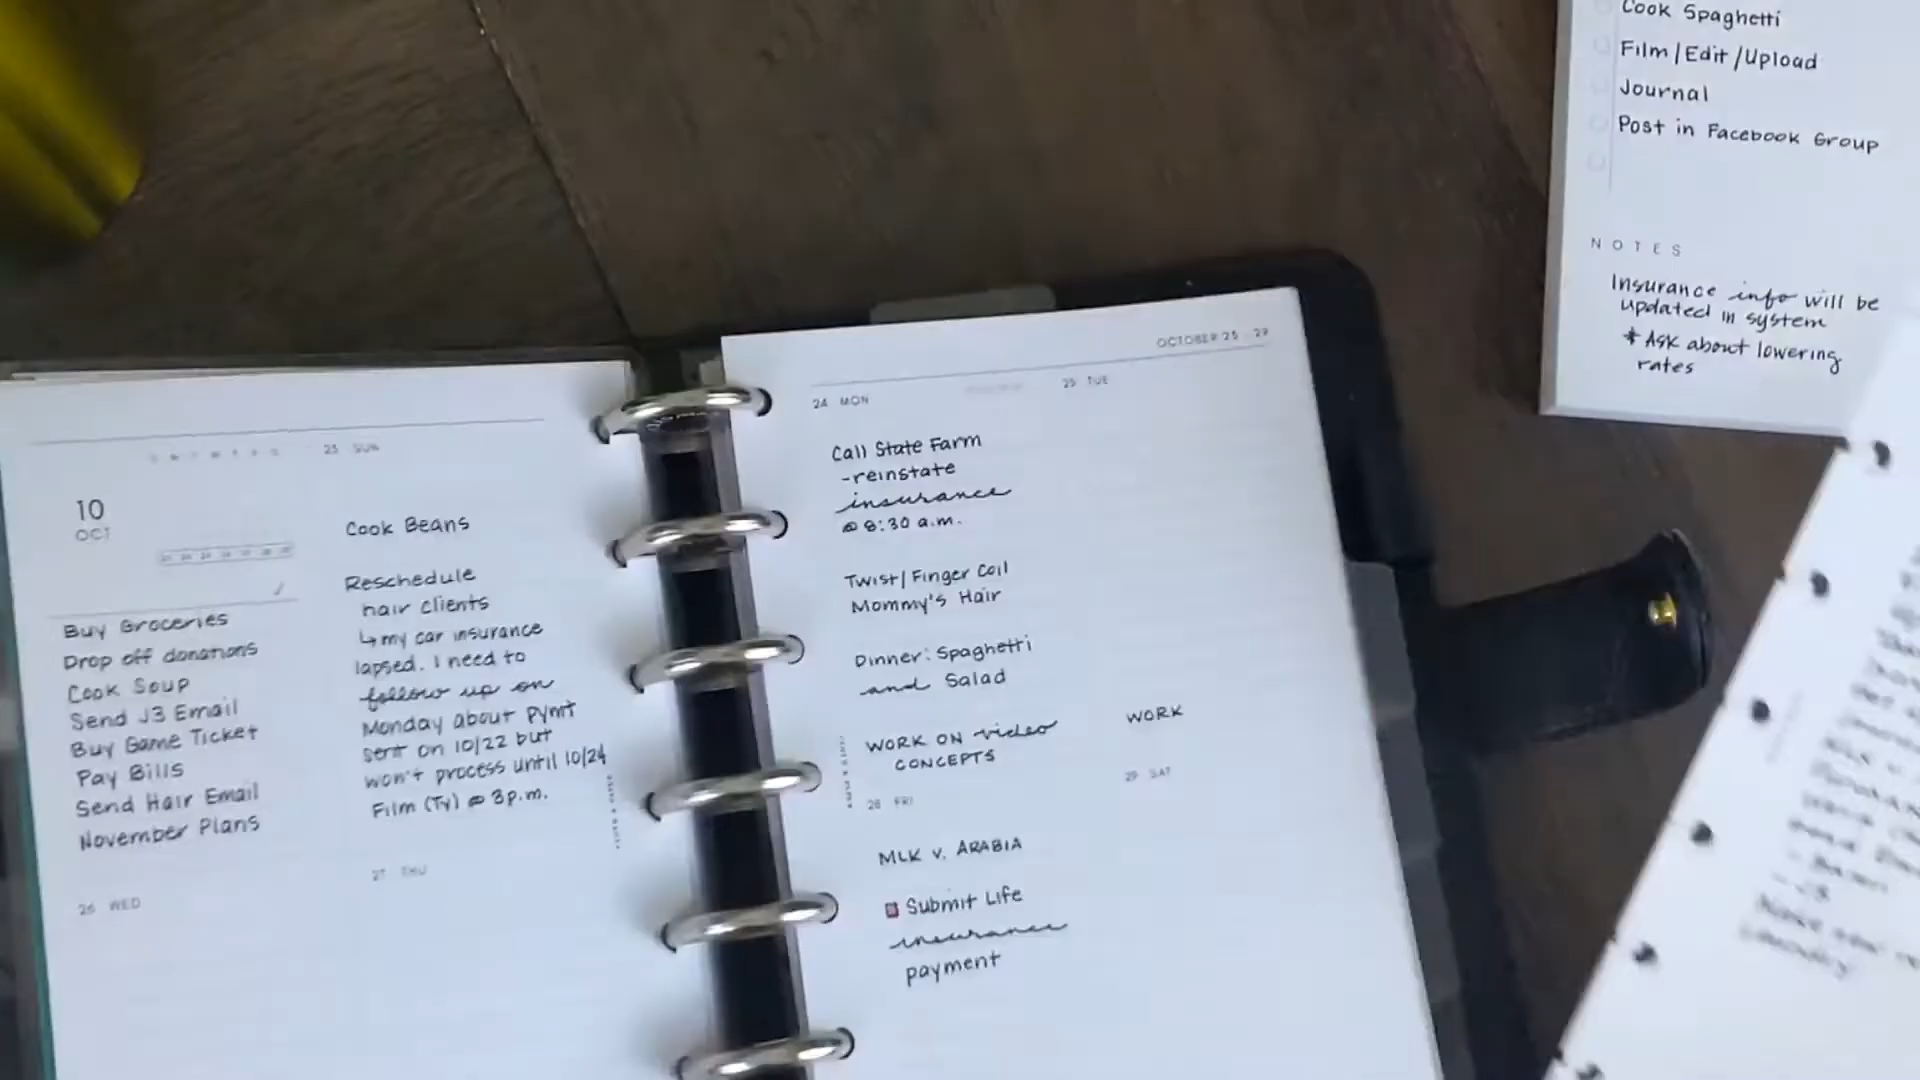 23 SUN
10
OCT
Buy Groceries
Drop off donations
Cook Soup
Send J3 Email
Buy Game Ticket
Pay Bills
Send Hair Email
November Plans
Cook Beans
Reschedule
hair clients
↳my car insurance
lapsed. I need to
follow up on
Monday about pymt
sent on 10/22 but
won't process until 10/24
Film (Ty) @ 3p.m.
26 WED
27 THU
OCTOBER 23 - 29
24 MON
25 TUE
Call State Farm
-reinstate
insurance
@ 8:30 a.m.
Twist/Finger Coil
Mommy's Hair
Dinner: Spaghetti
and Salad
WORK ON video
CONCEPTS
WORK
28 FRI
29 SAT
MLK v. ARABIA
Submit Life
insurance
payment
Cook Spaghetti
Film/Edit/Upload
Journal
Post in Facebook Group
NOTES
Insurance info will be
updated in system
* Ask about lowering
rates